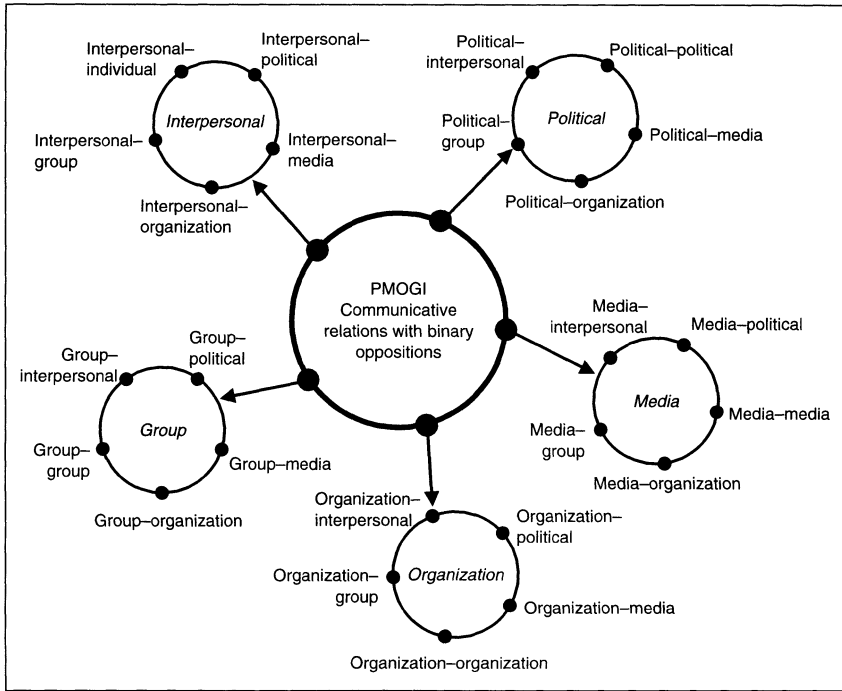 Interpersonal–
individual
Interpersonal–
political
Interpersonal
Interpersonal–
group
Interpersonal–
media
Interpersonal–
organization
Political–
interpersonal
Political–political
Political–
group
Political
Political–media
Political–organization
PMOGI
Communicative
relations with binary
oppositions
Media–
interpersonal
Media–political
Media
Media–media
Media–
group
Media–organization
Group–
interpersonal
Group–
political
Group
Group–
group
Group–media
Group–organization
Organization–
interpersonal
Organization–
political
Organization–
group
Organization
Organization–media
Organization–organization